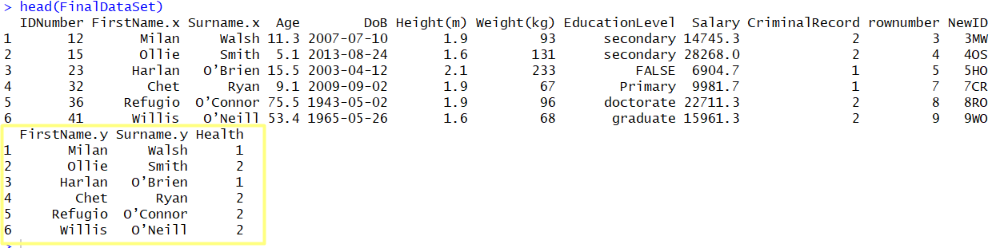 > head(FinalDataSet)
IDNumber FirstName.x Surname.x Age DoB Height(m) Weight(kg) EducationLevel Salary CriminalRecord rownumber NewID
1 12 Milan Walsh 11.3 2007-07-10 1.9 93 secondary 14745.3 2 3 3MW
2 15 Ollie Smith 5.1 2013-08-24 1.6 131 secondary 28268.0 2 4 4OS
3 23 Harlan O’Brien 15.5 2003-04-12 2.1 233 FALSE 6904.7 1 5 5HO
4 32 Chet Ryan 9.1 2009-09-02 1.9 67 Primary 9981.7 1 7 7CR
5 36 Refugio O’Connor 75.5 1943-05-02 1.9 96 doctorate 22711.3 2 8 8RO
6 41 Willis O’Neill 53.4 1965-05-26 1.6 68 graduate 15961.3 2 9 9WO
FirstName.y Surname.y Health
1 Milan Walsh 1
2 Ollie Smith 2
3 Harlan O’Brien 1
4 Chet Ryan 2
5 Refugio O’Connor 2
6 Willis O’Neill 2
>